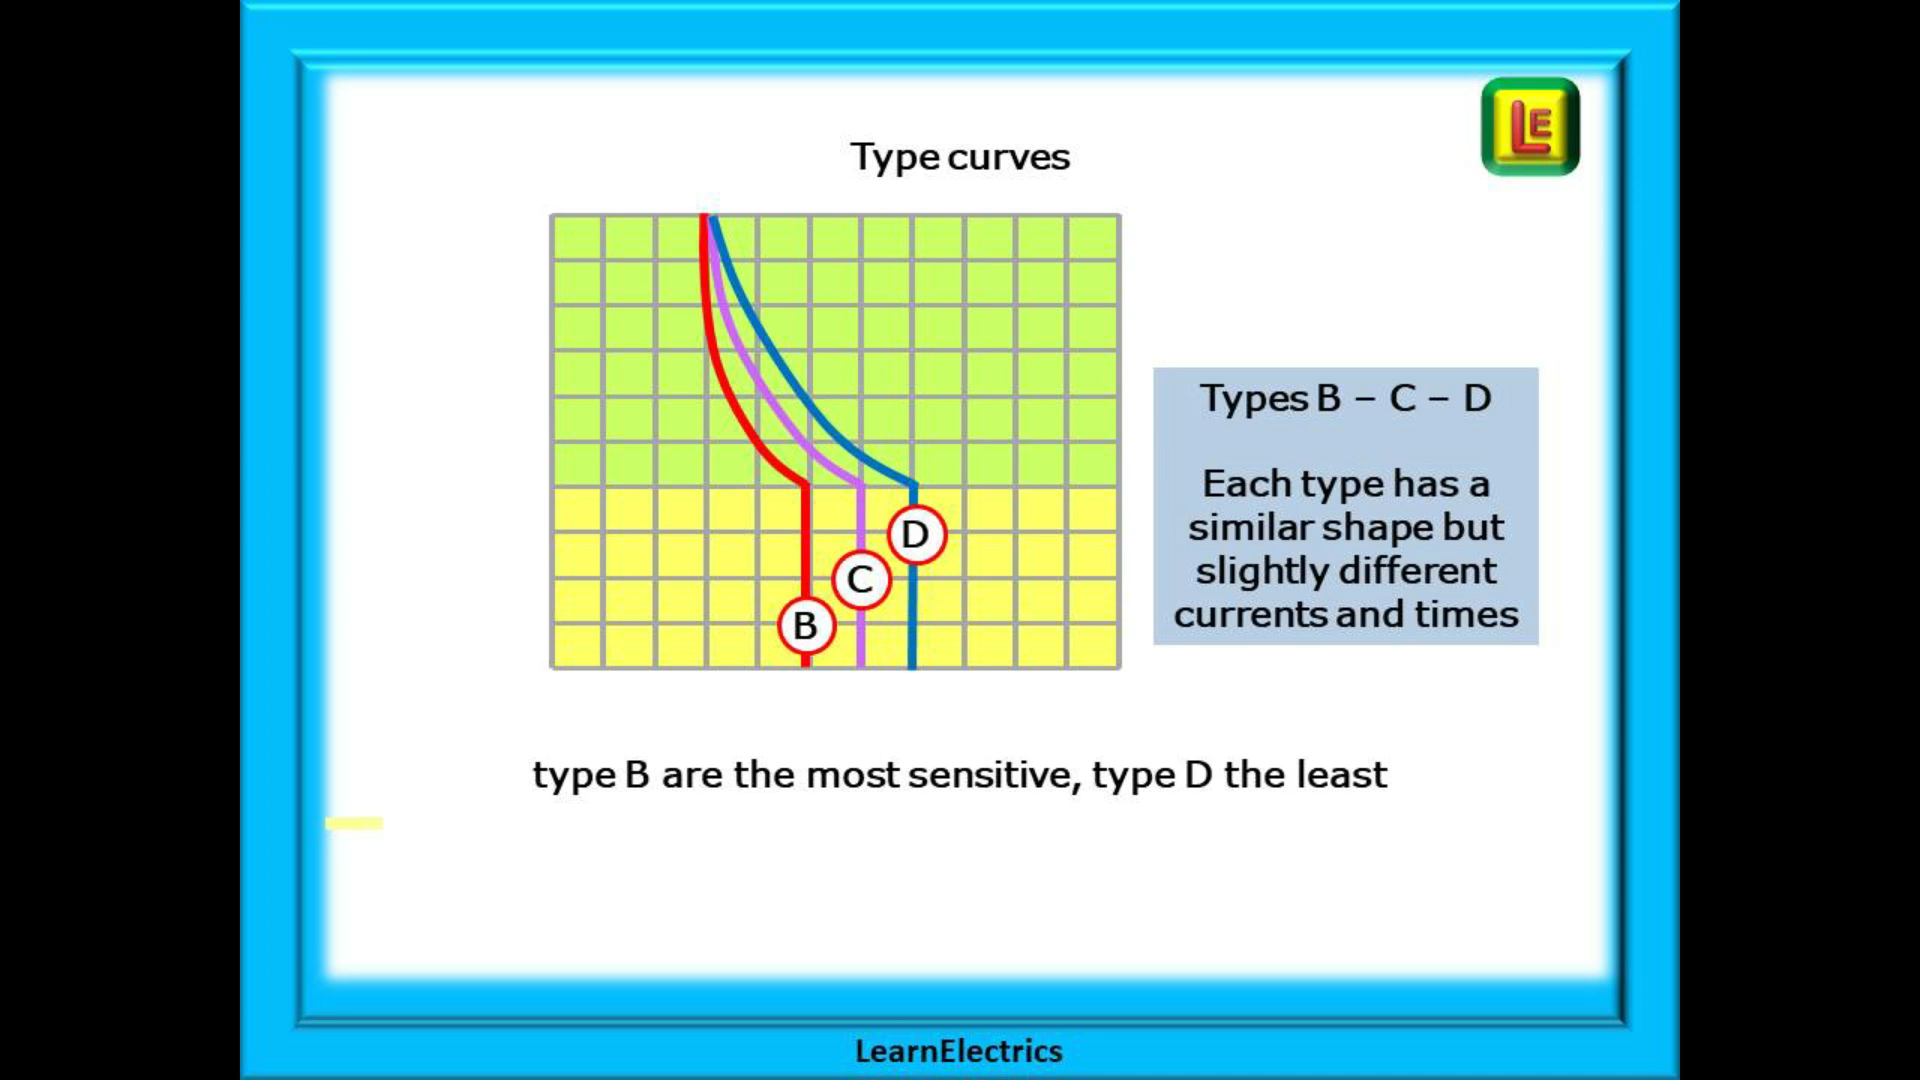 LE
Type curves
Types B – C – D
Each type has a
similar shape but
slightly different
currents and times
D
C
B
type B are the most sensitive, type D the least
LearnElectrics